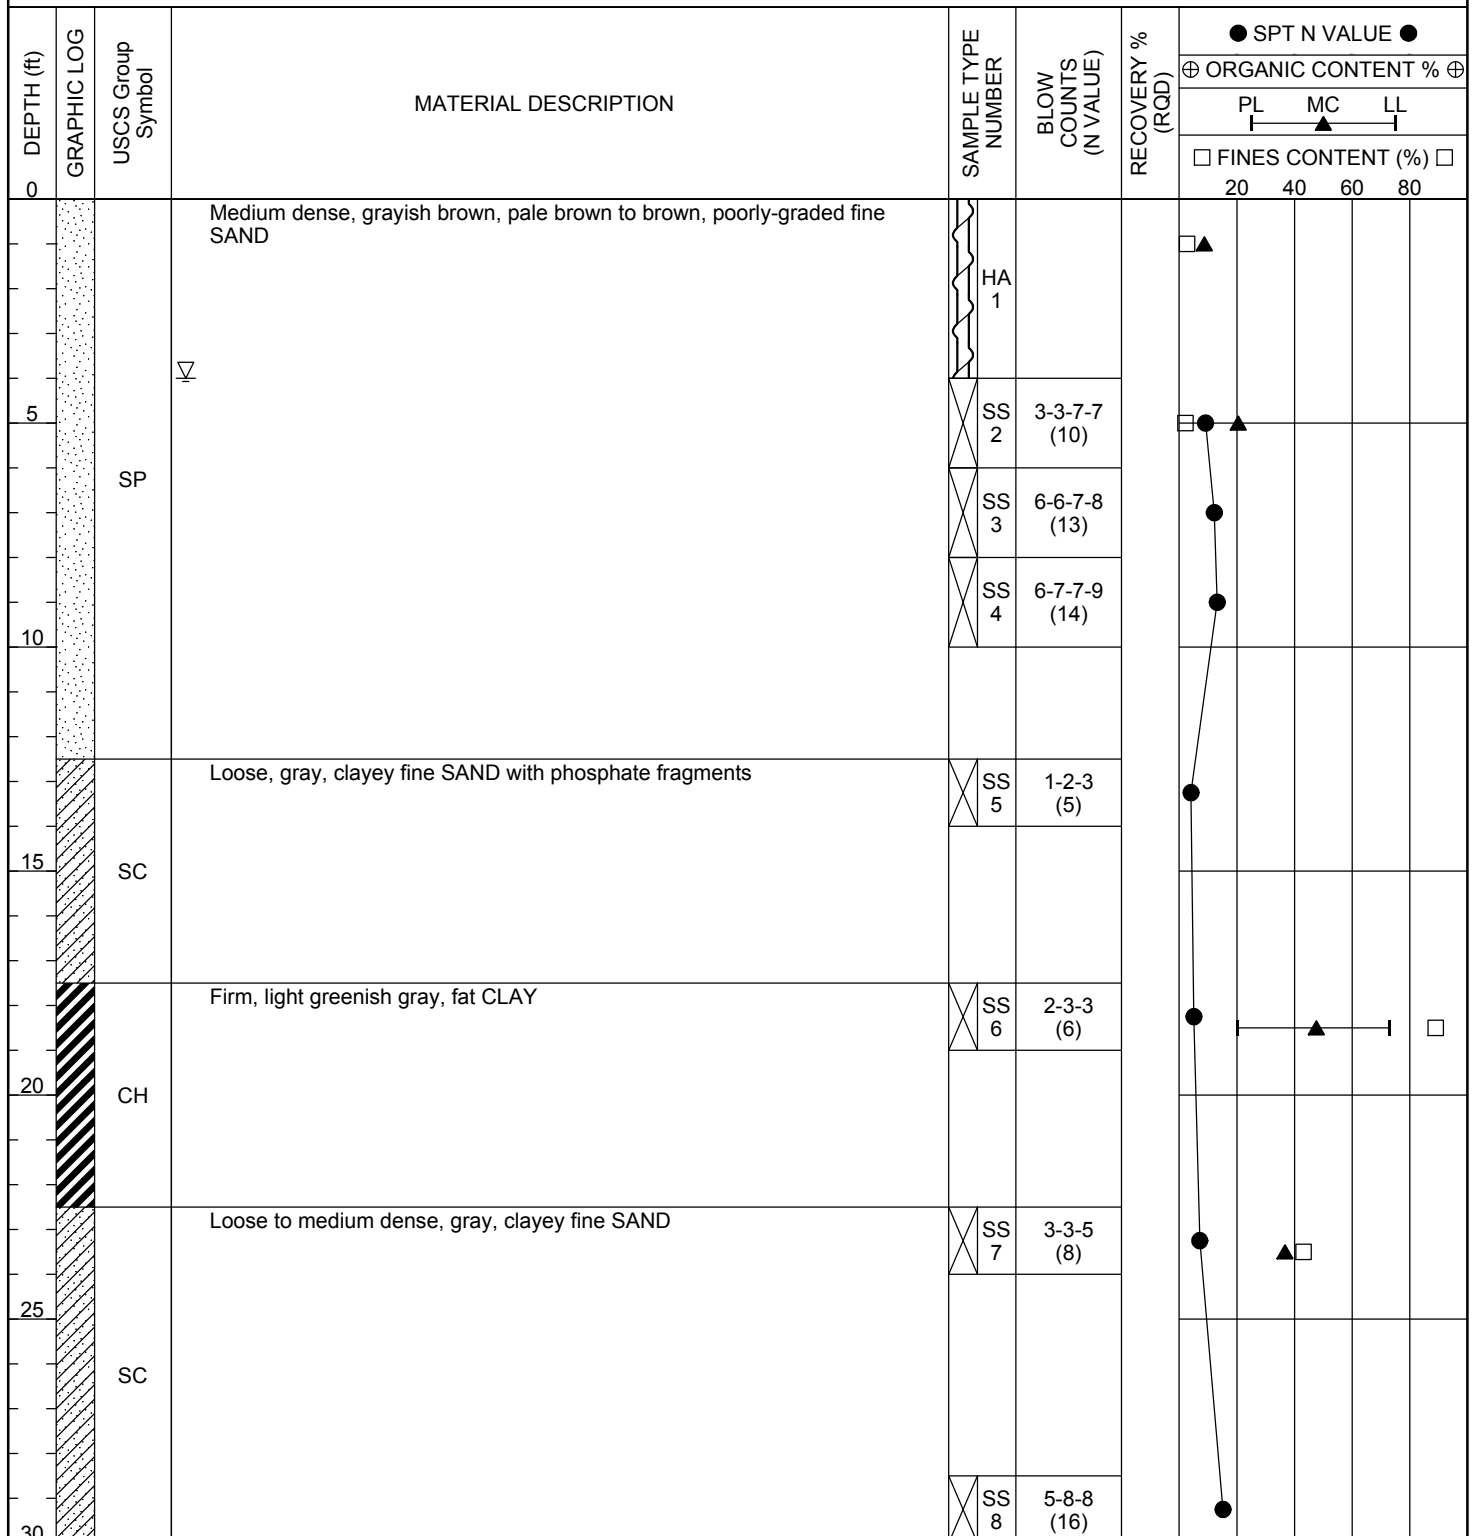 DEPTH (ft)
GRAPHIC LOG
USCS Group
Symbol
MATERIAL DESCRIPTION
SAMPLE TYPE
NUMBER
BLOW
COUNTS
(N VALUE)
RECOVERY %
(RQD)
● SPT N VALUE ●
⊕ ORGANIC CONTENT % ⊕
PL MC LL
□ FINES CONTENT (%) □
20 40 60 80
0
Medium dense, grayish brown, pale brown to brown, poorly-graded fine
SAND
HA
1
5
SS
2
3-3-7-7
(10)
SP
SS
3
6-6-7-8
(13)
SS
4
6-7-7-9
(14)
10
Loose, gray, clayey fine SAND with phosphate fragments
SS
5
1-2-3
(5)
15
SC
Firm, light greenish gray, fat CLAY
SS
6
2-3-3
(6)
20
CH
Loose to medium dense, gray, clayey fine SAND
SS
7
3-3-5
(8)
25
SC
SS
8
5-8-8
(16)
30